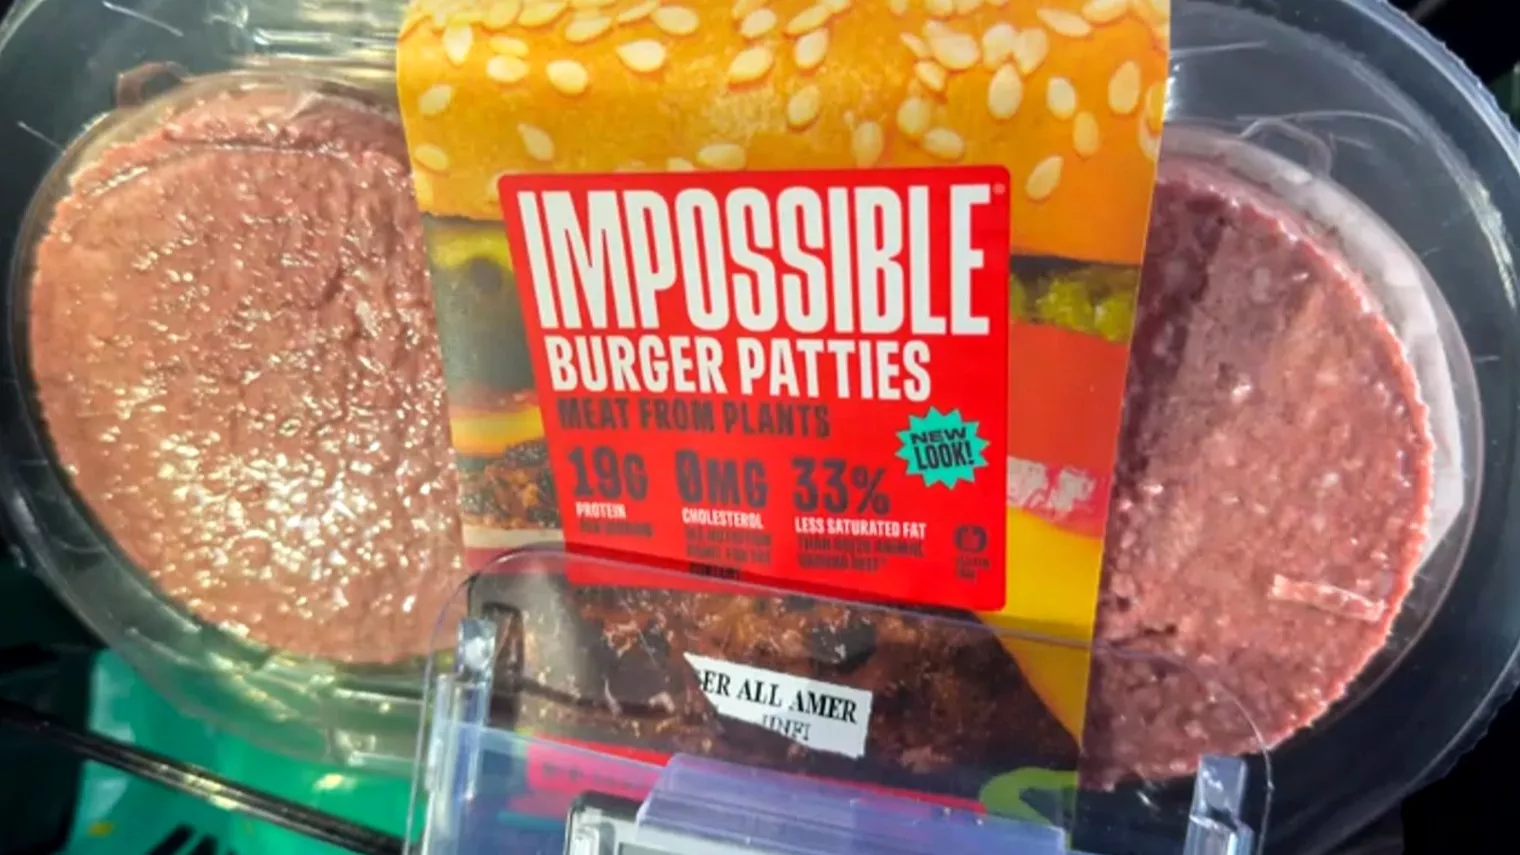 IMPOSSIBLE®
BURGER PATTIES
MEAT FROM PLANTS
NEW
LOOK!
19G
PROTEIN
0MG
CHOLESTEROL
33%
LESS SATURATED FAT
ER ALL AMER